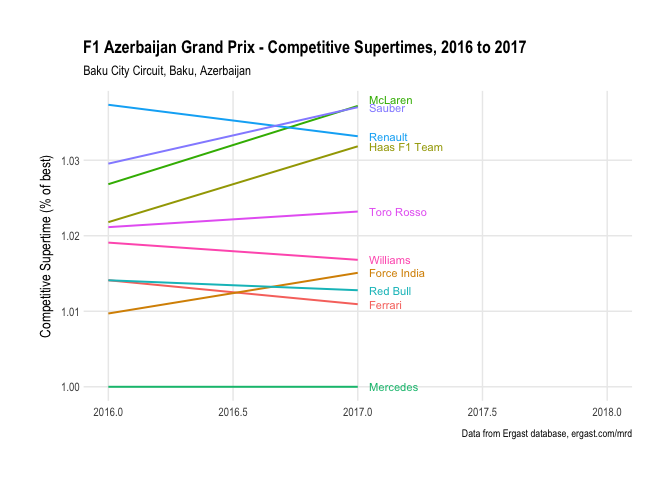 F1 Azerbaijan Grand Prix - Competitive Supertimes, 2016 to 2017
Baku City Circuit, Baku, Azerbaijan
Competitive Supertime (% of best)
1.03
1.02
1.01
1.00
McLaren
Sauber
Renault
Haas F1 Team
Toro Rosso
Williams
Force India
Red Bull
Ferrari
Mercedes
2016.0 2016.5 2017.0 2017.5 2018.0
Data from Ergast database, ergast.com/mrd